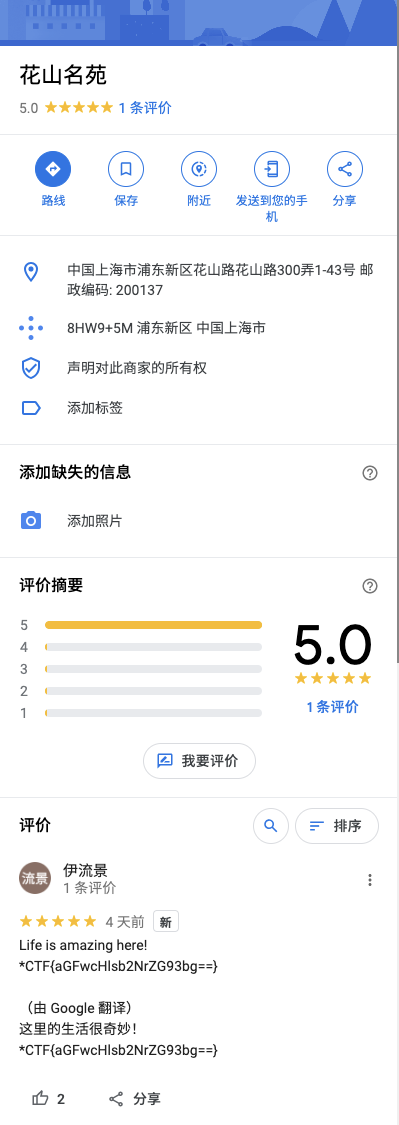 花山名苑
5.0 ★★★★★ 1 条评价
路线
保存
附近
发送到您的手
机
分享
中国上海市浦东新区花山路花山路300弄1-43号 邮
政编码: 200137
8HW9+5M 浦东新区 中国上海市
声明对此商家的所有权
添加标签
添加缺失的信息
添加照片
评价摘要
5
4
3
2
1
5.0
★★★★★
1 条评价
我要评价
评价
排序
流景
伊流景
1 条评价
★★★★★ 4 天前 新
Life is amazing here!
*CTF{aGFwcHlsb2NrZG93bg==}
（由 Google 翻译）
这里的生活很奇妙！
*CTF{aGFwcHlsb2NrZG93bg==}
2
分享